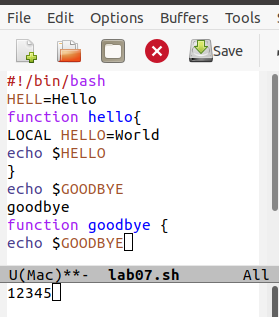 File Edit Options Buffers Tools S
Save
#!/bin/bash
HELL=Hello
function hello{
LOCAL HELLO=World
echo $HELLO
}
echo $GOODBYE
goodbye
function goodbye {
echo $GOODBYE
U(Mac)**- lab07.sh All
12345